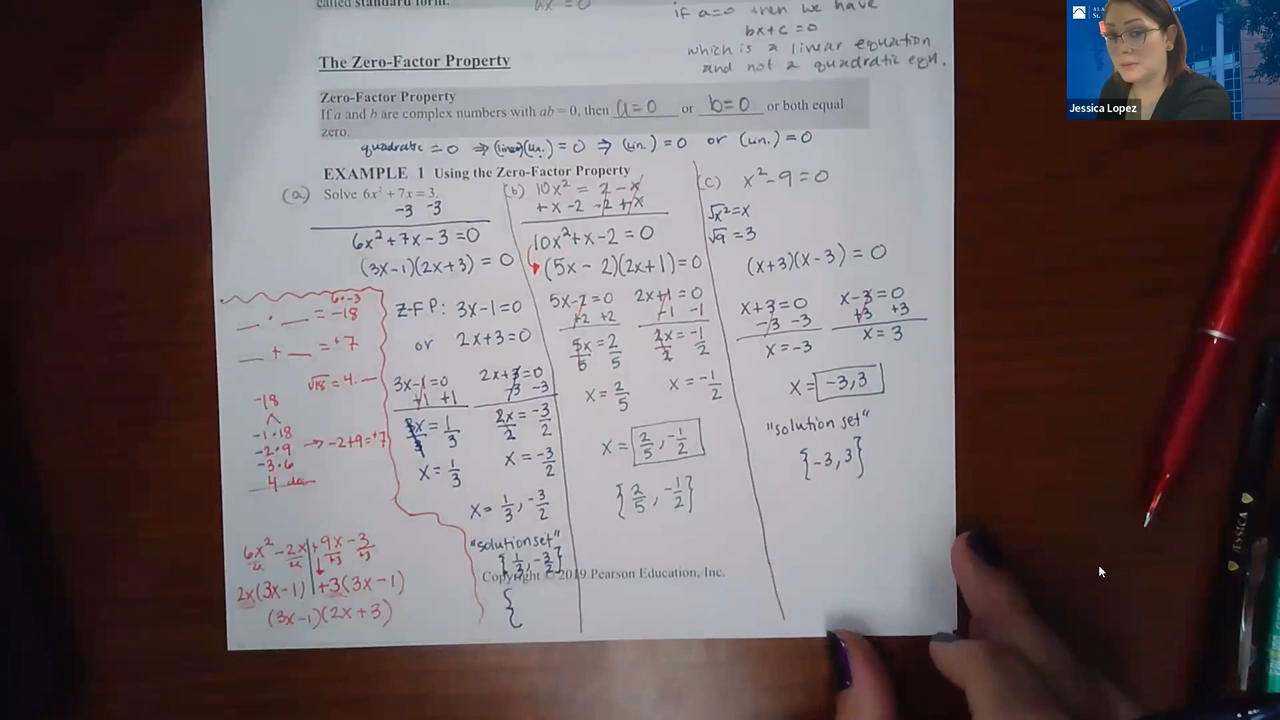 called standard form.
ax = 0
if a=0 then we have
bx+c=0
which is a linear equation
and not a quadratic eqn.
The Zero-Factor Property
Zero-Factor Property
If a and b are complex numbers with ab = 0, then a=0 or b=0 or both equal
zero.
quadratic =0 ⇒ (linear)(lin.) = 0 ⇒ (lin.) = 0 or (lin.) = 0
EXAMPLE 1 Using the Zero-Factor Property
(a) Solve 6x² + 7x = 3.
-3 -3
6x²+7x-3=0
(3x-1)(2x+3) = 0
Z-FP: 3x-1=0
or 2x+3=0
3x-1=0 2x+3=0
+1 +1 -3 -3
3x/3 = 1/3 2x/2 = -3/2
x = 1/3 x = -3/2
x = 1/3, -3/2
"solution set"
{1/3, -3/2}
{
6·-3
__ · __ = -18
__ + __ = +7
√18 = 4.
-18
-1·18
-2·9 → -2+9=+7
-3·6
4
6x²-2x+9x-3
+3 +3
2x(3x-1)+3(3x-1)
(3x-1)(2x+3)
(b) 10x² = 2-x
+x-2 -2+x
10x²+x-2=0
(5x-2)(2x+1)=0
5x-2=0 2x+1=0
+2 +2 -1 -1
5x/5 = 2/5 2x/2 = -1/2
x = 2/5 x = -1/2
x = 2/5, -1/2
{2/5, -1/2}
(c) x²-9=0
√x²=x
√9=3
(x+3)(x-3)=0
x+3=0 x-3=0
-3 -3 +3 +3
x=-3 x=3
x = -3,3
"solution set"
{-3,3}
Copyright © 2019 Pearson Education, Inc.
Jessica Lopez
JESSICA